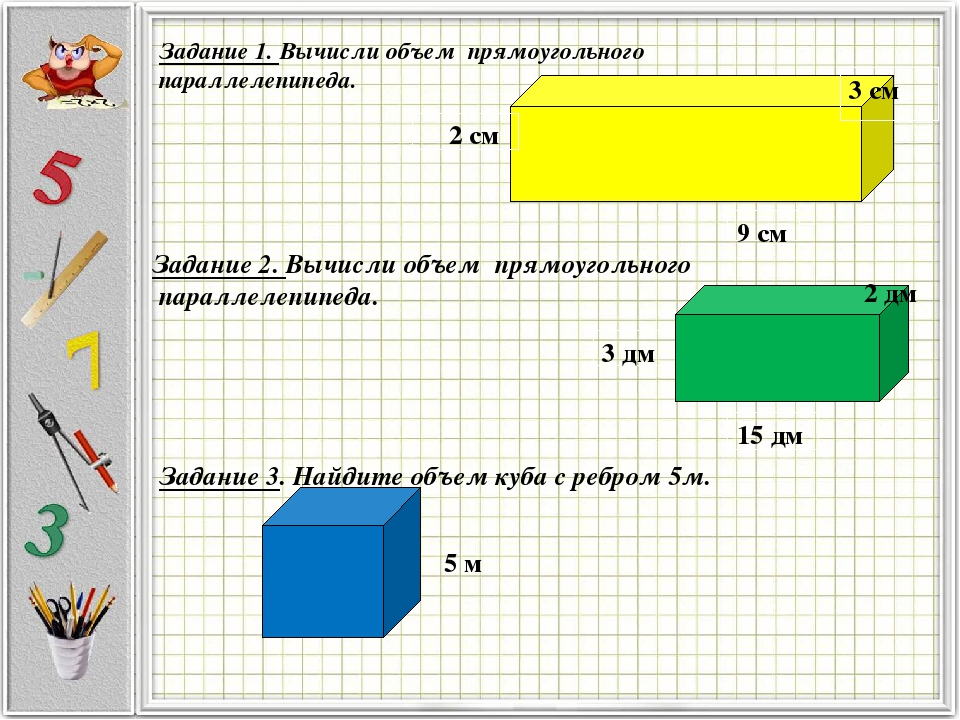 Задание 1. Вычисли объем прямоугольного
параллелепипеда.
3 см
2 см
9 см
Задание 2. Вычисли объем прямоугольного
параллелепипеда.
2 дм
3 дм
15 дм
Задание 3. Найдите объем куба с ребром 5м.
5 м
5
7
3